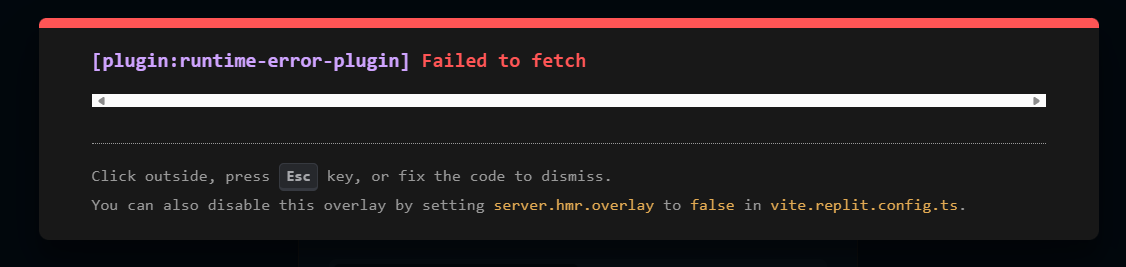 [plugin:runtime-error-plugin] Failed to fetch
Click outside, press Esc key, or fix the code to dismiss.
You can also disable this overlay by setting server.hmr.overlay to false in vite.replit.config.ts.